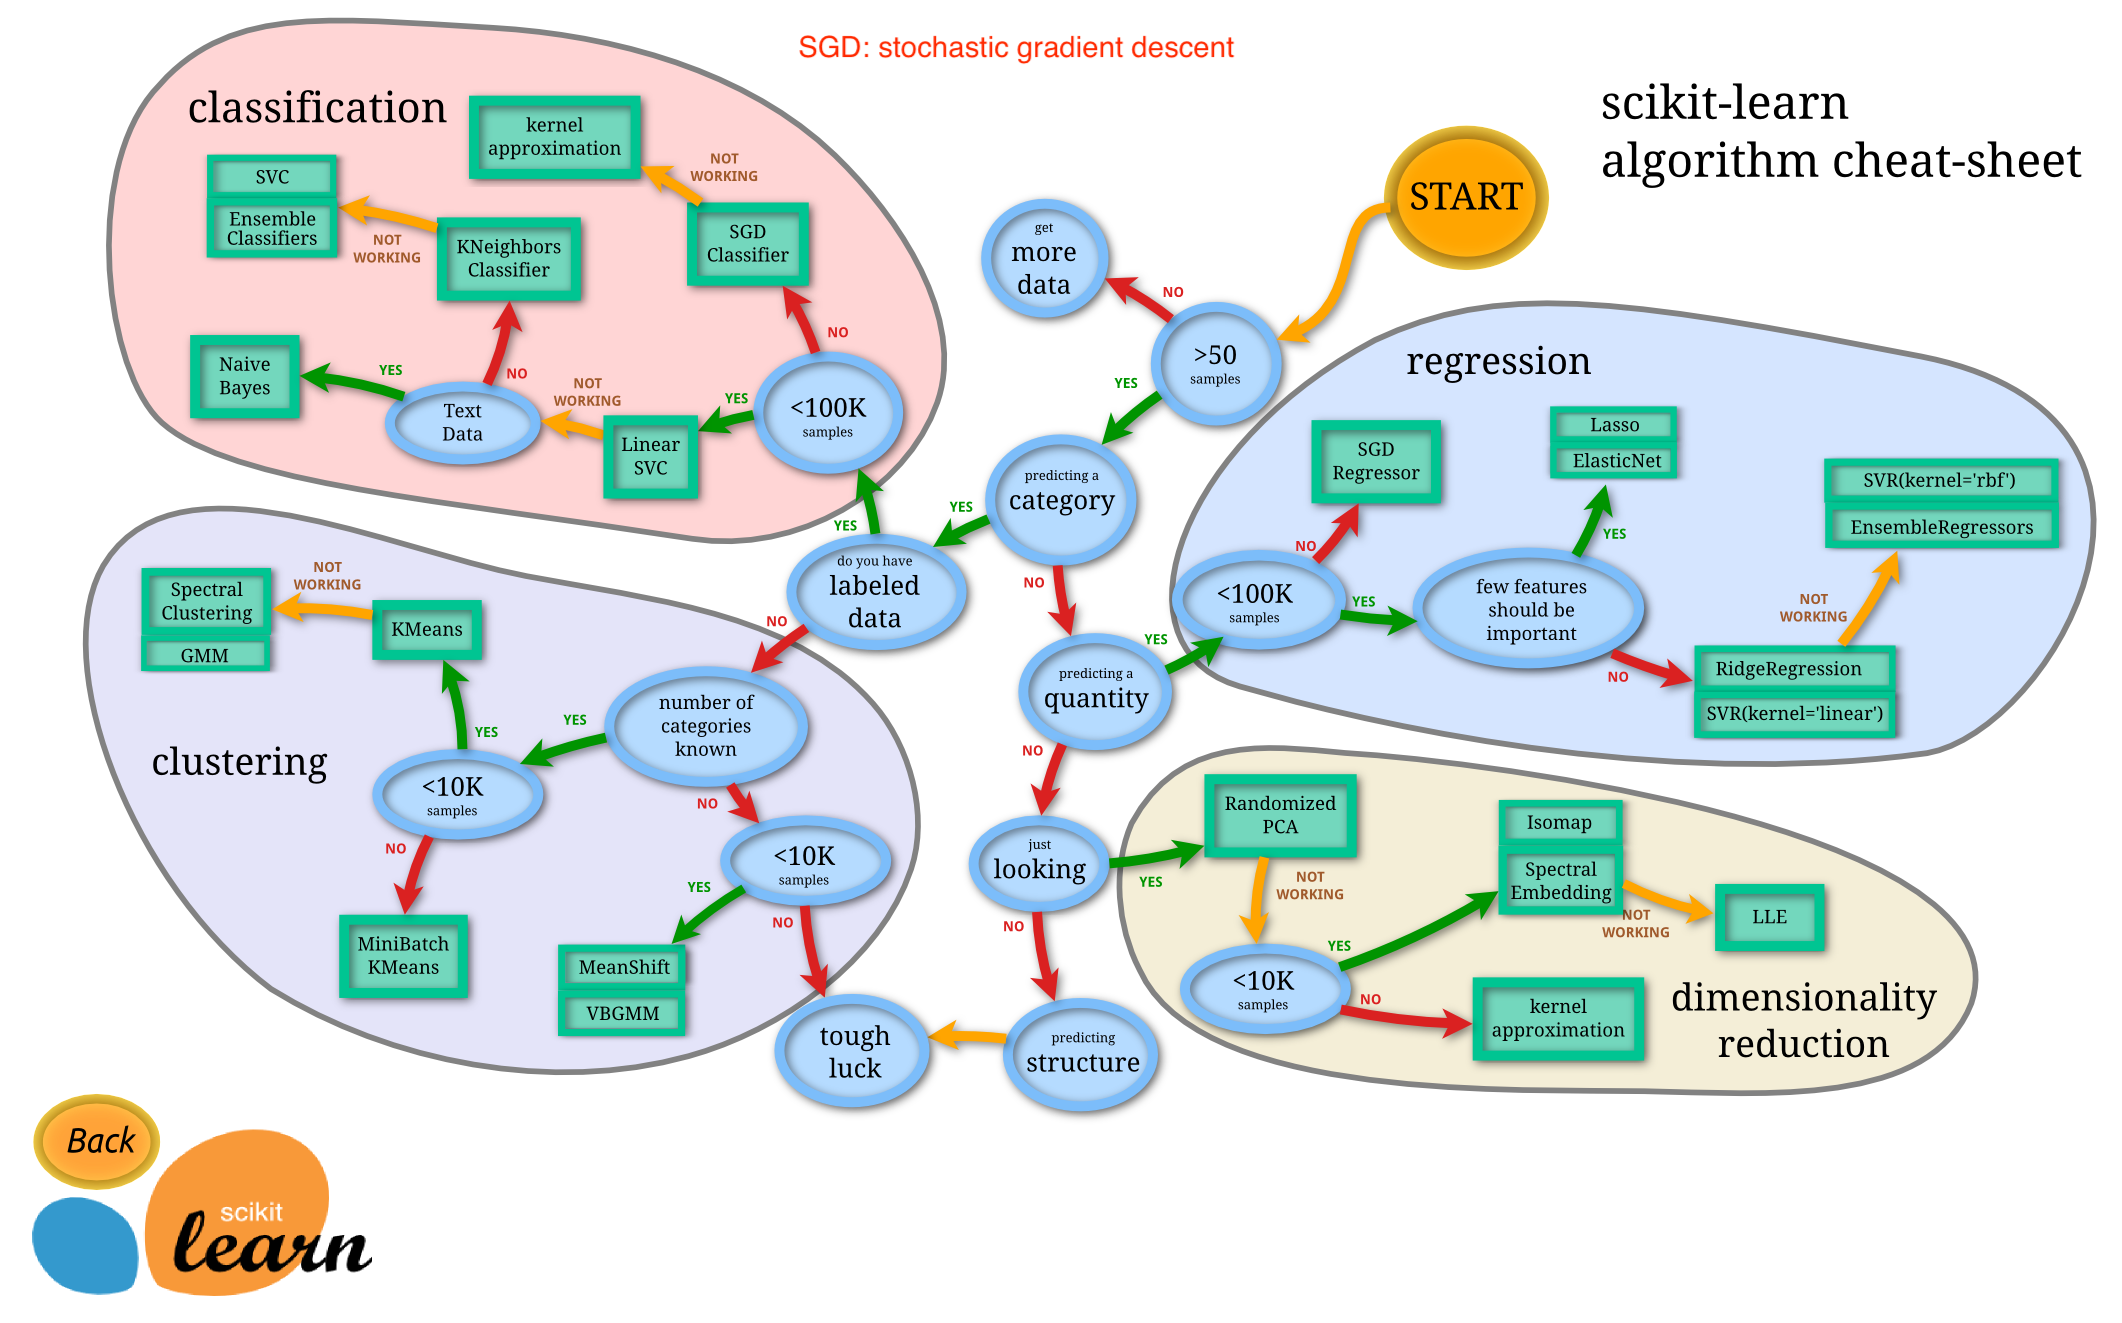 SGD: stochastic gradient descent
scikit-learn
algorithm cheat-sheet
START
get
more
data
NO
>50
samples
YES
predicting a
category
YES
NO
do you have
labeled
data
YES
NO
predicting a
quantity
YES
NO
just
looking
YES
NO
predicting
structure
tough
luck
classification
kernel
approximation
NOT
WORKING
SVC
Ensemble
Classifiers
NOT
WORKING
KNeighbors
Classifier
SGD
Classifier
NO
Naive
Bayes
YES
NO
Text
Data
NOT
WORKING
Linear
SVC
YES
<100K
samples
regression
SGD
Regressor
NO
Lasso
ElasticNet
YES
SVR(kernel='rbf')
EnsembleRegressors
<100K
samples
YES
few features
should be
important
NOT
WORKING
NO
RidgeRegression
SVR(kernel='linear')
clustering
Spectral
Clustering
GMM
NOT
WORKING
KMeans
YES
<10K
samples
YES
number of
categories
known
NO
NO
MiniBatch
KMeans
<10K
samples
YES
NO
MeanShift
VBGMM
dimensionality
reduction
Randomized
PCA
NOT
WORKING
<10K
samples
YES
NO
Isomap
Spectral
Embedding
NOT
WORKING
LLE
kernel
approximation
Back
scikit
learn